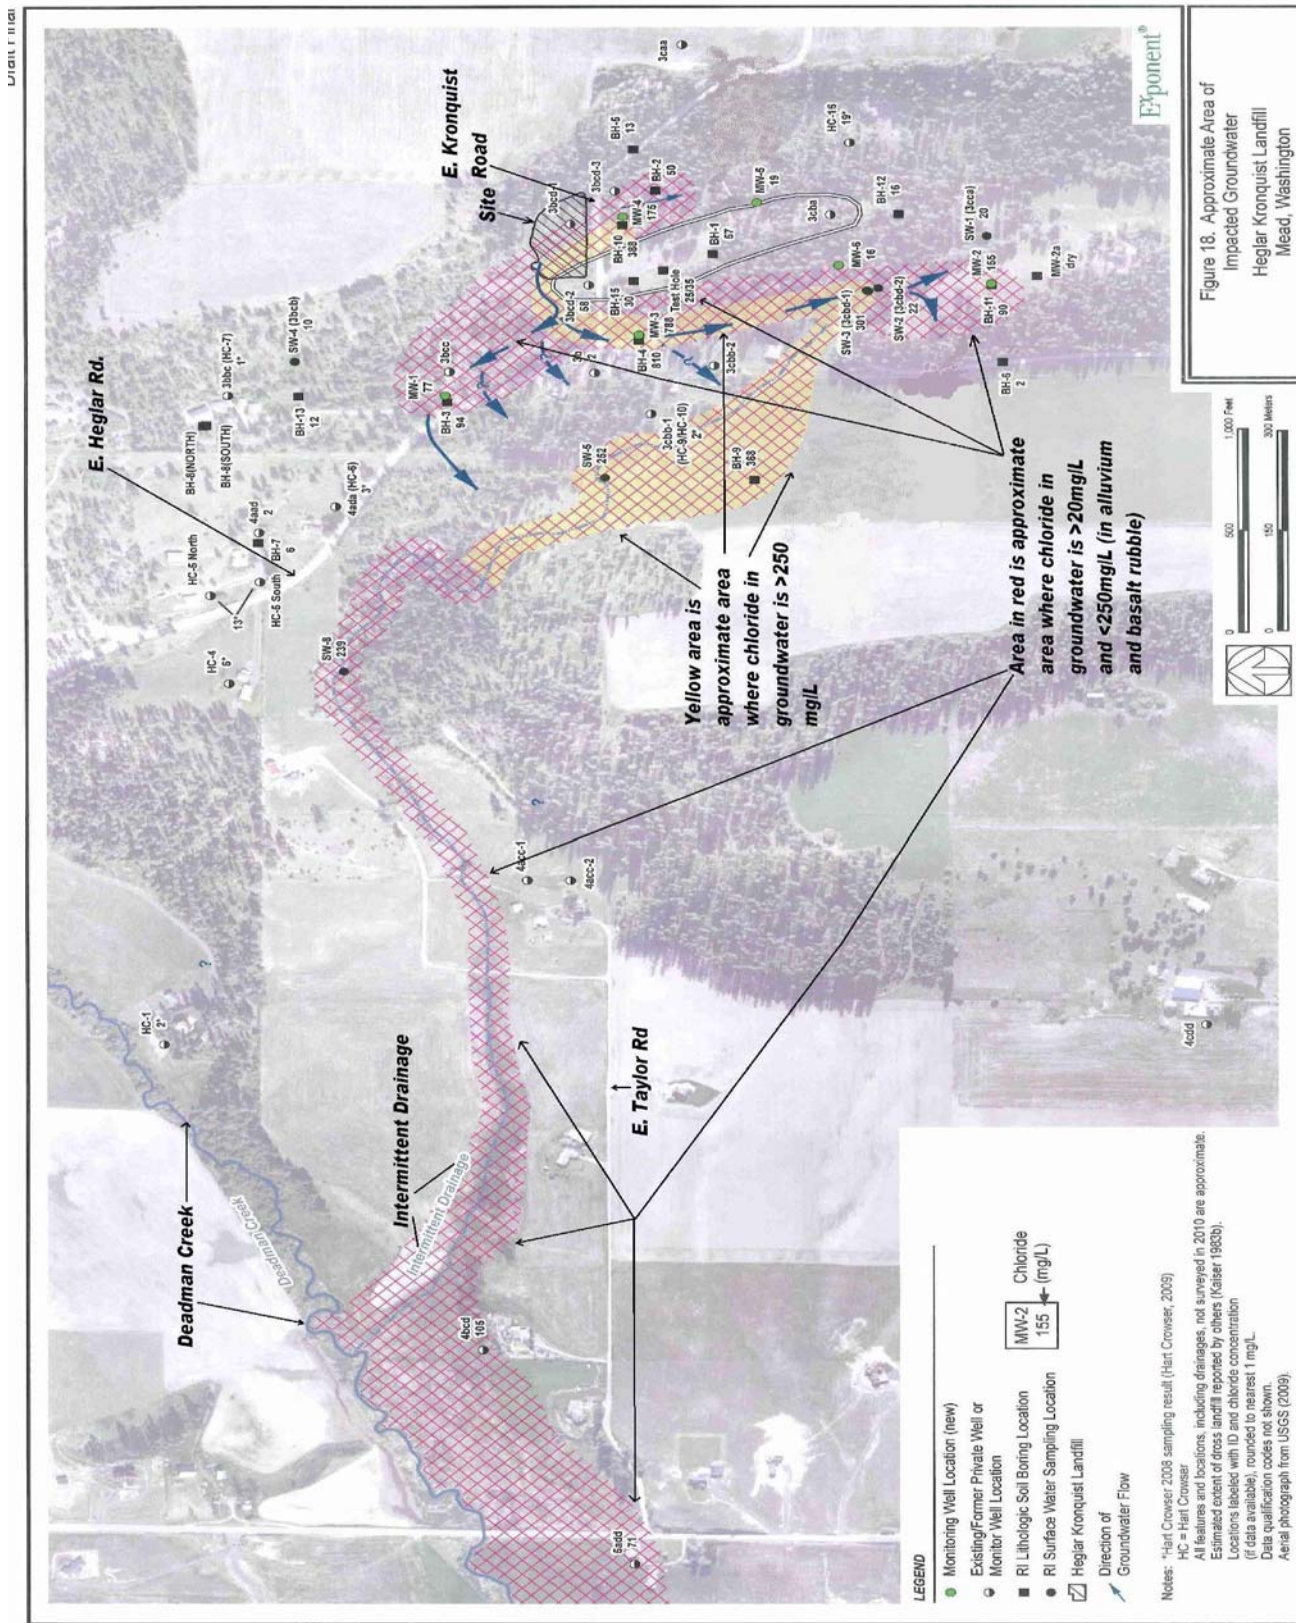 Draft Final
E. Heglar Rd.
E. Kronquist
Site
Road
Deadman Creek
Deadman Creek
Intermittent Drainage
Intermittent Drainage
E. Taylor Rd
HC-1
2*
HC-4
6*
HC-5 North
13*
HC-5 South
4aad
2
BH-7
6
4ada (HC-6)
3*
BH-8(NORTH)
BH-8(SOUTH)
3bbc (HC-7)
1*
BH-13
12
SW-4 (3bcb)
10
SW-8
239
MW-1
77
3bcc
BH-3
94
3bcd-2
58
3bcd-1
3bcd-3
BH-5
13
BH-2
50
MW-4
175
BH-10
388
BH-15
30
Test Hole
25/35
BH-1
67
MW-3
1788
BH-4
810
3cbb-2
3cbb-1
(HC-9/HC-10)
2*
SW-5
252
BH-9
368
MW-5
19
3cba
3caa
HC-16
19*
BH-12
16
MW-6
16
SW-3 (3cbd-1)
301
SW-2 (3cbd-2)
22
SW-1 (3cca)
20
MW-2
155
BH-11
90
MW-2a
dry
BH-6
2
4acc-1
4acc-2
4bcd
105
5add
71
4cdd
?
?
Yellow area is
approximate area
where chloride in
groundwater is >250
mg/L
Area in red is approximate
area where chloride in
groundwater is >20mg/L
and <250mg/L (in alluvium
and basalt rubble)
LEGEND
Monitoring Well Location (new)
Existing/Former Private Well or
Monitor Well Location
RI Lithologic Soil Boring Location
RI Surface Water Sampling Location
Heglar Kronquist Landfill
Direction of
Groundwater Flow
MW-2
155
Chloride
(mg/L)
Notes: *Hart Crowser 2008 sampling result (Hart Crowser, 2009)
HC = Hart Crowser
All features and locations, including drainages, not surveyed in 2010 are approximate.
Estimated extent of dross landfill reported by others (Kaiser 1983b).
Locations labeled with ID and chloride concentration
(if data available), rounded to nearest 1 mg/L.
Data qualification codes not shown.
Aerial photograph from USGS (2009).
0 500 1,000 Feet
0 150 300 Meters
Exponent®
Figure 18. Approximate Area of
Impacted Groundwater
Heglar Kronquist Landfill
Mead, Washington